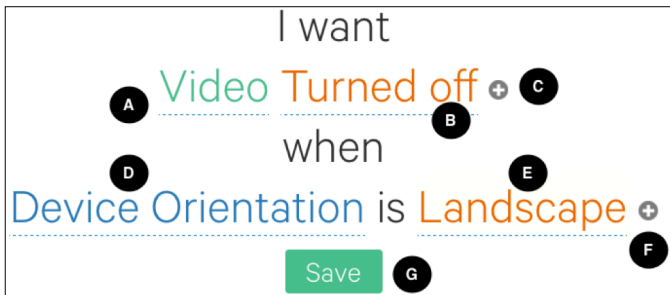 I want
A Video Turned off C
B
when
D E
Device Orientation is Landscape
F
Save G